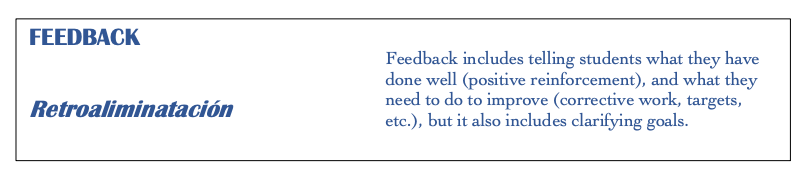 FEEDBACK
Retroaliminatación
Feedback includes telling students what they have
done well (positive reinforcement), and what they
need to do to improve (corrective work, targets,
etc.), but it also includes clarifying goals.